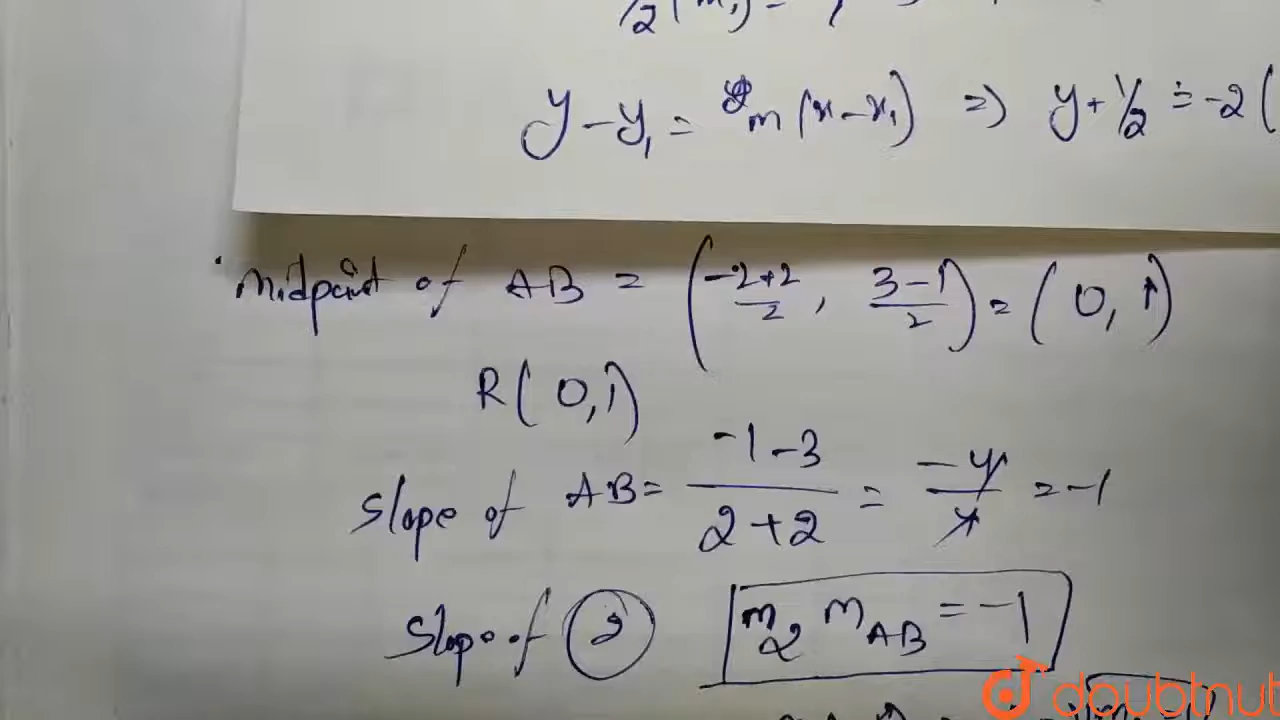 y - y₁ = m(x - x₁) ⇒ y + 1/2 = -2(
Midpoint of AB = (-2+2/2, 3-1/2) = (0, 1)
R(0,1)
Slope of AB = -1-3/2+2 = -4/4 = -1
Slope of ② m₂ m_AB = -1
doubtnut